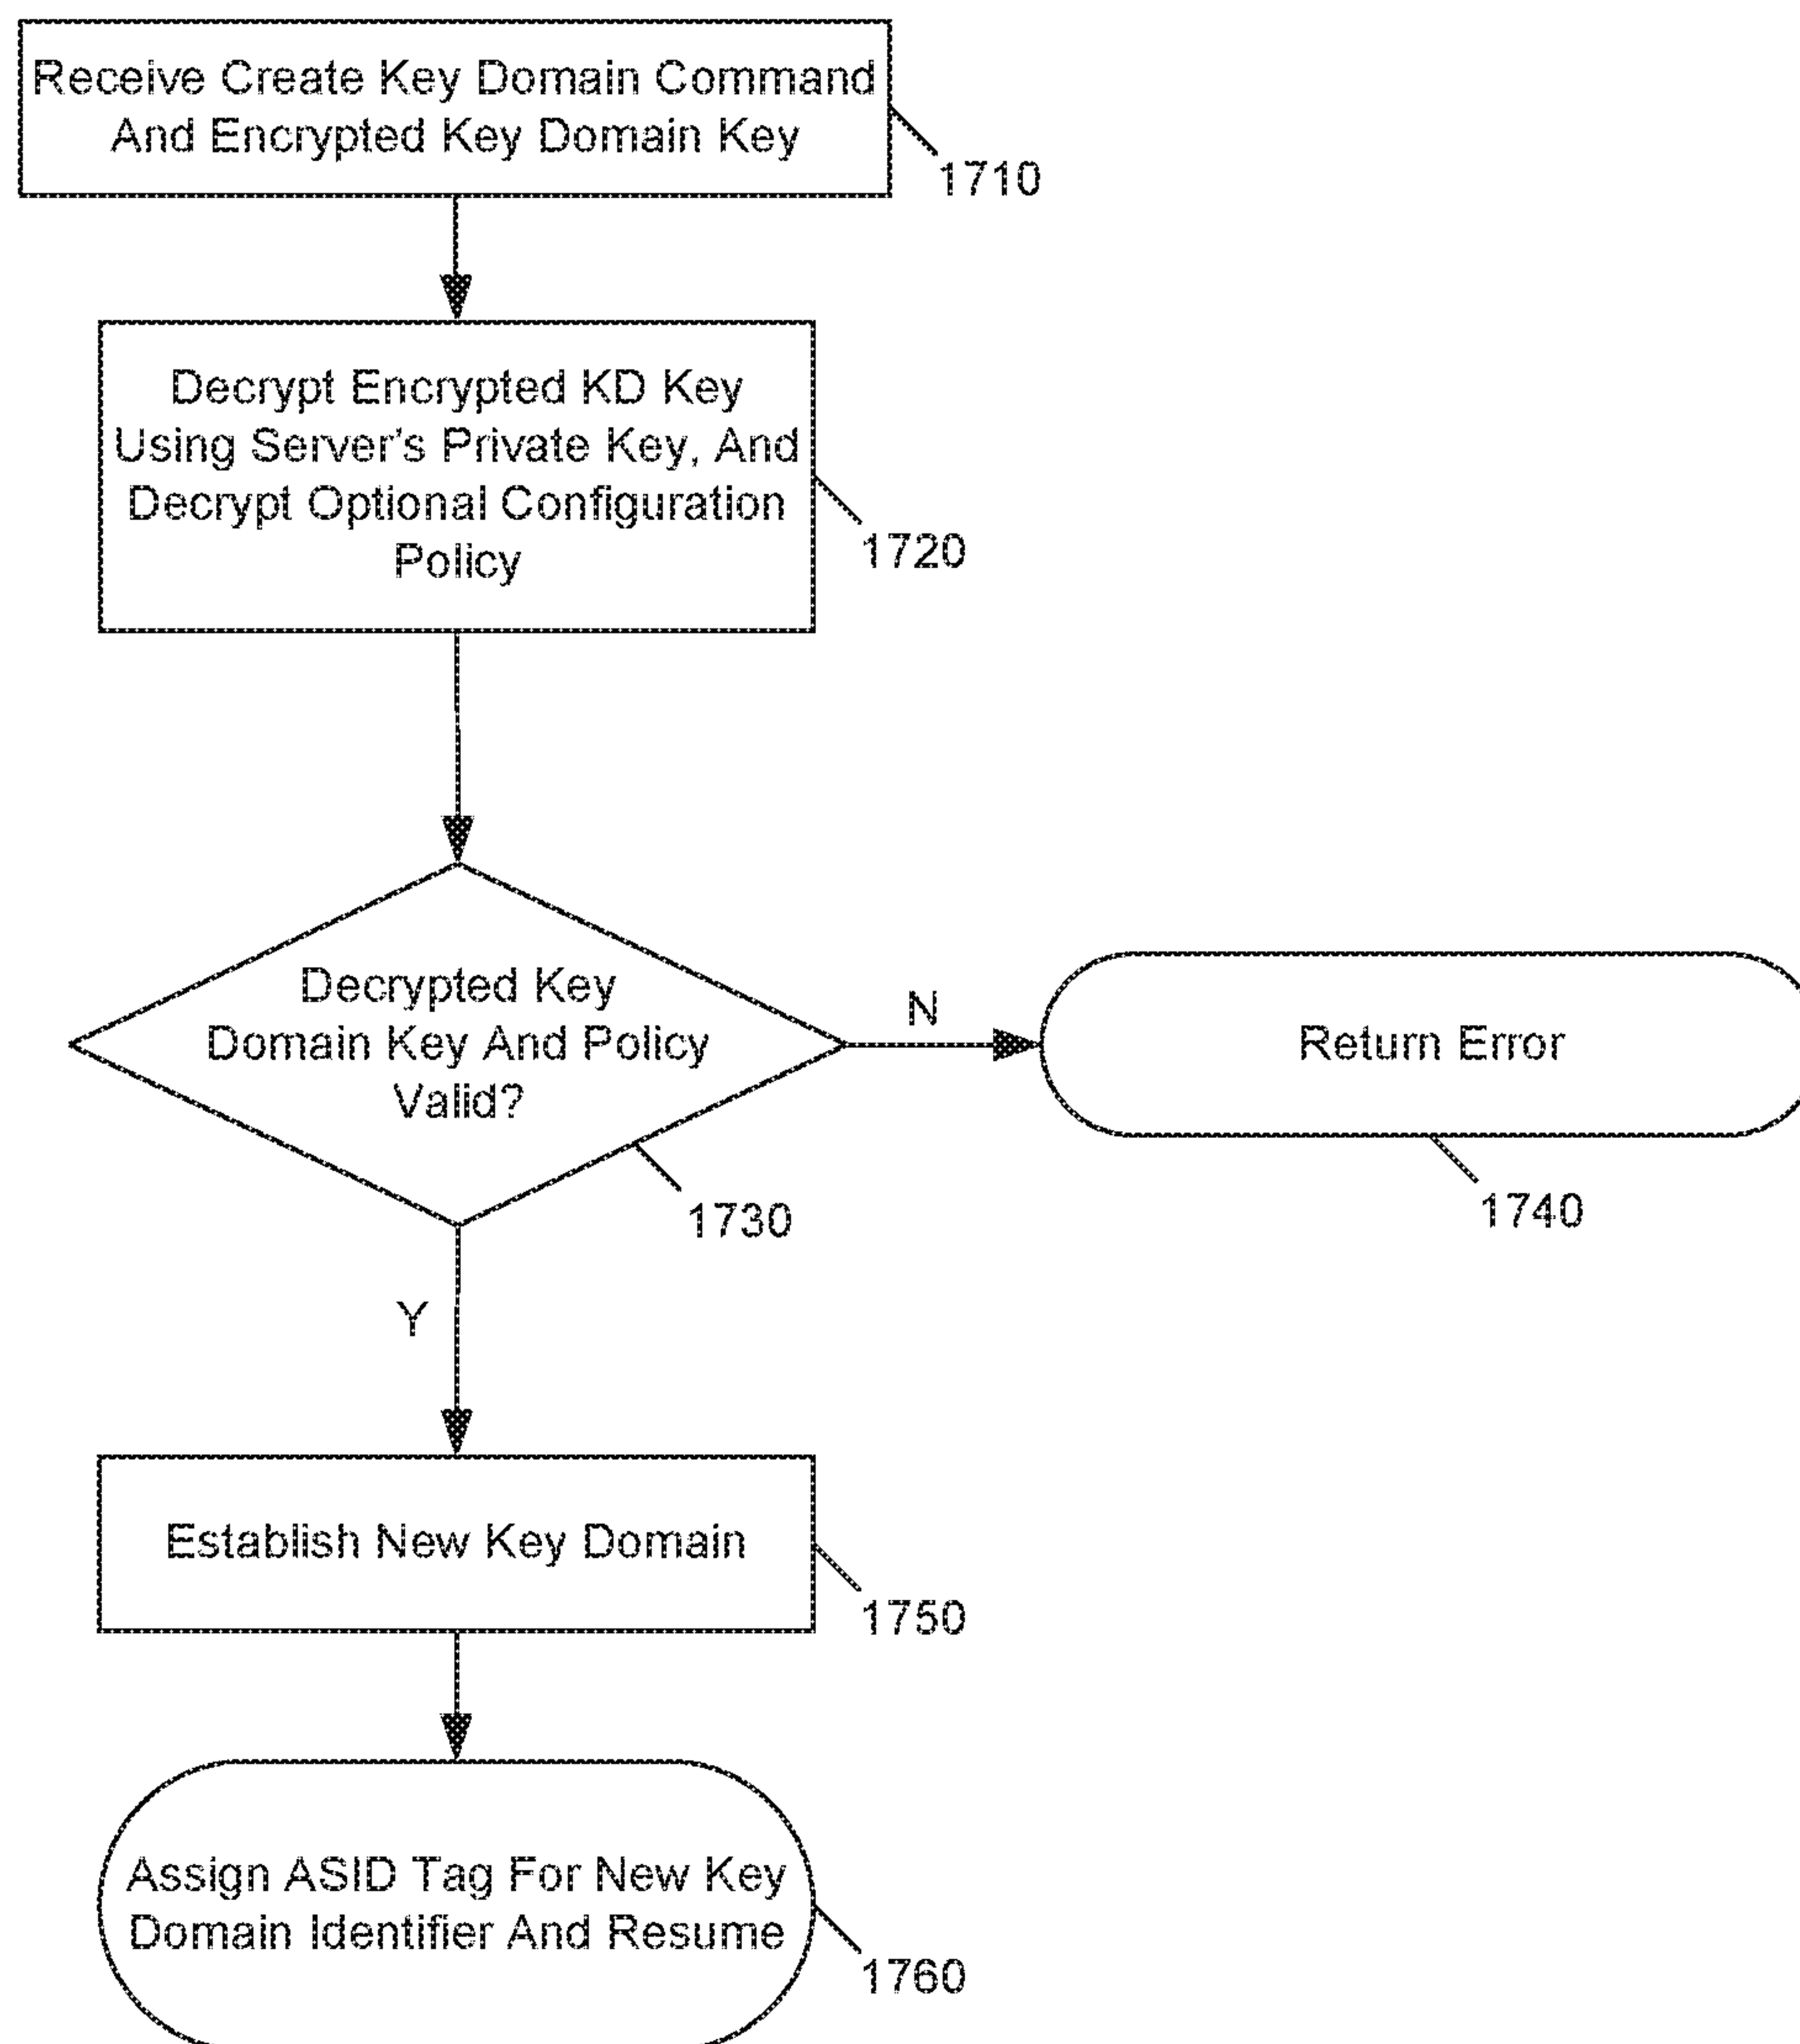 Receive Create Key Domain Command
And Encrypted Key Domain Key
1710
Decrypt Encrypted KD Key
Using Server's Private Key, And
Decrypt Optional Configuration
Policy
1720
Decrypted Key
Domain Key And Policy
Valid?
N
Return Error
1730
1740
Y
Establish New Key Domain
1750
Assign ASID Tag For New Key
Domain Identifier And Resume
1760